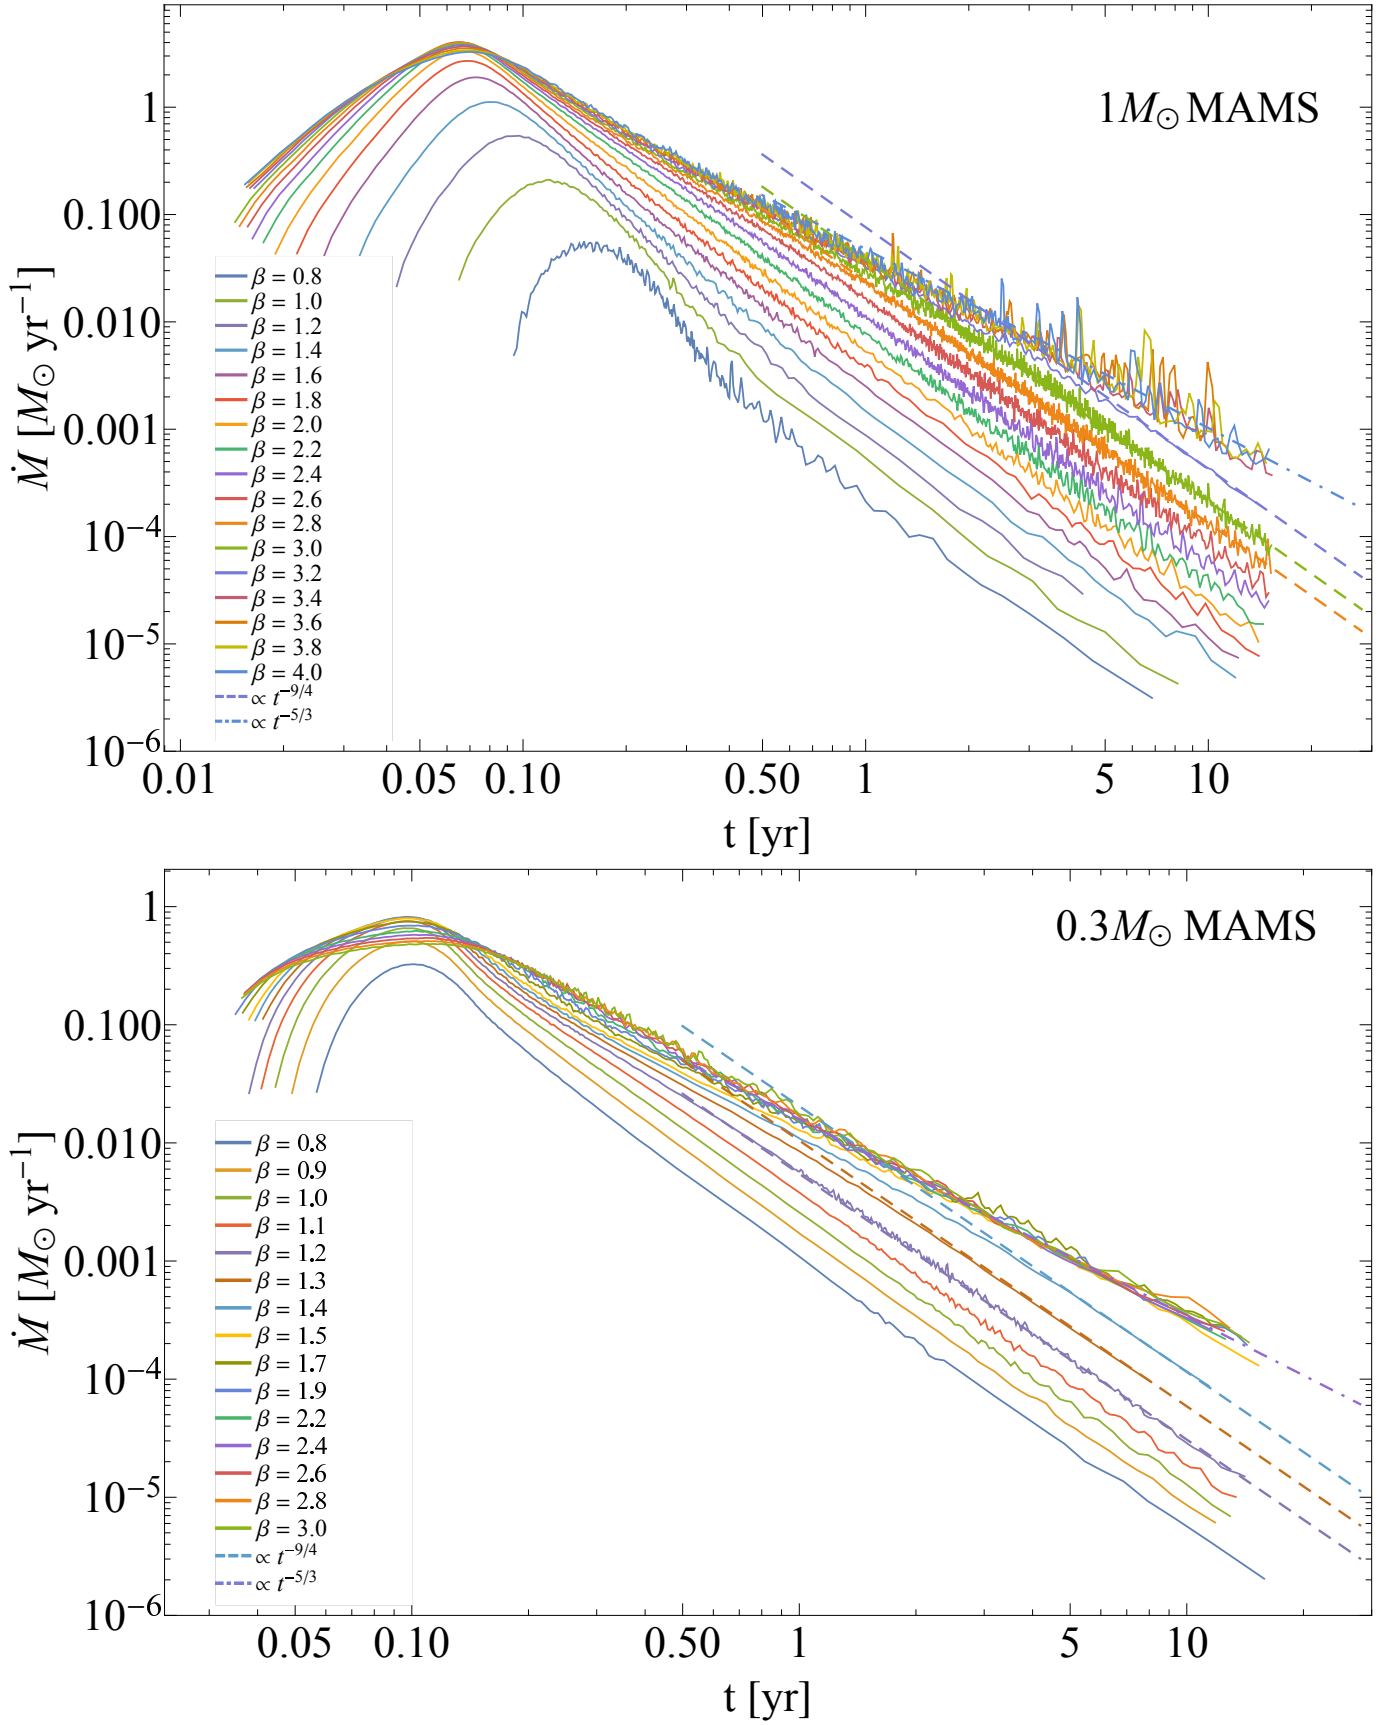 1M⊙ MAMS
1
0.100
0.010
0.001
10⁻⁴
10⁻⁵
10⁻⁶
Ṁ [M⊙ yr⁻¹]
β = 0.8
β = 1.0
β = 1.2
β = 1.4
β = 1.6
β = 1.8
β = 2.0
β = 2.2
β = 2.4
β = 2.6
β = 2.8
β = 3.0
β = 3.2
β = 3.4
β = 3.6
β = 3.8
β = 4.0
∝ t⁻⁹/⁴
∝ t⁻⁵/³
0.01 0.05 0.10 0.50 1 5 10
t [yr]
0.3M⊙ MAMS
1
0.100
0.010
0.001
10⁻⁴
10⁻⁵
10⁻⁶
Ṁ [M⊙ yr⁻¹]
β = 0.8
β = 0.9
β = 1.0
β = 1.1
β = 1.2
β = 1.3
β = 1.4
β = 1.5
β = 1.7
β = 1.9
β = 2.2
β = 2.4
β = 2.6
β = 2.8
β = 3.0
∝ t⁻⁹/⁴
∝ t⁻⁵/³
0.05 0.10 0.50 1 5 10
t [yr]